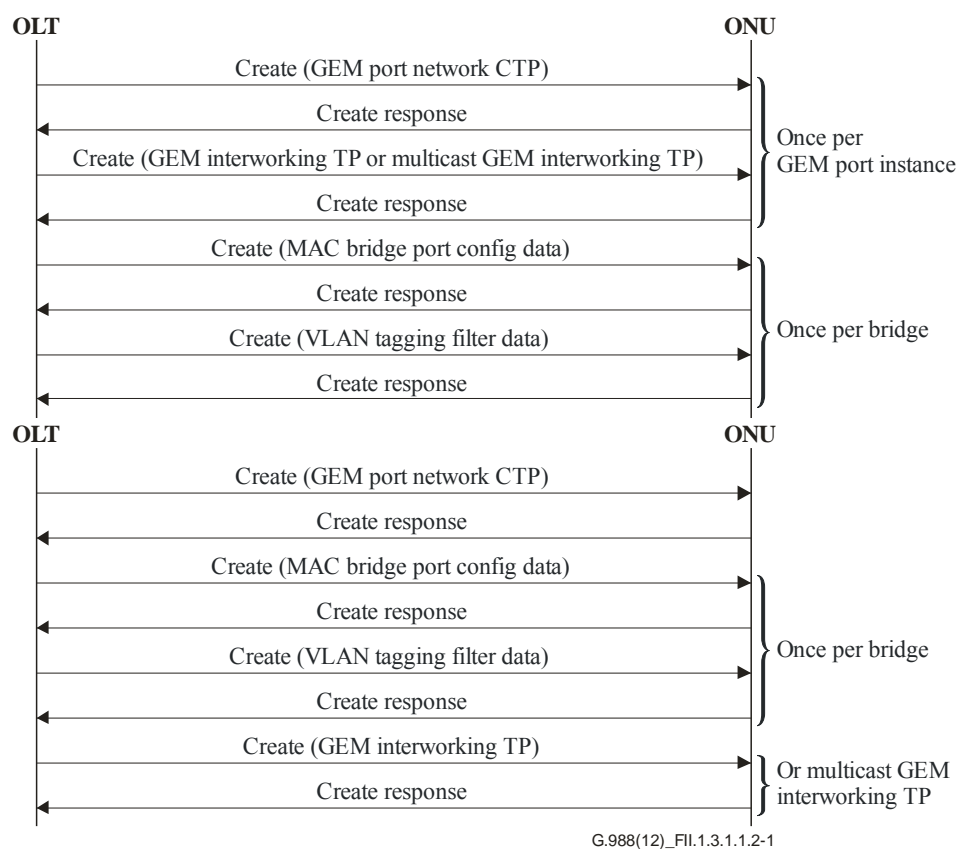 OLT ONU
Create (GEM port network CTP)
Create response
Once per
GEM port instance
Create (GEM interworking TP or multicast GEM interworking TP)
Create response
Create (MAC bridge port config data)
Create response
Once per bridge
Create (VLAN tagging filter data)
Create response
OLT ONU
Create (GEM port network CTP)
Create response
Create (MAC bridge port config data)
Create response
Once per bridge
Create (VLAN tagging filter data)
Create response
Create (GEM interworking TP)
Or multicast GEM
interworking TP
Create response
G.988(12)_FII.1.3.1.1.2-1